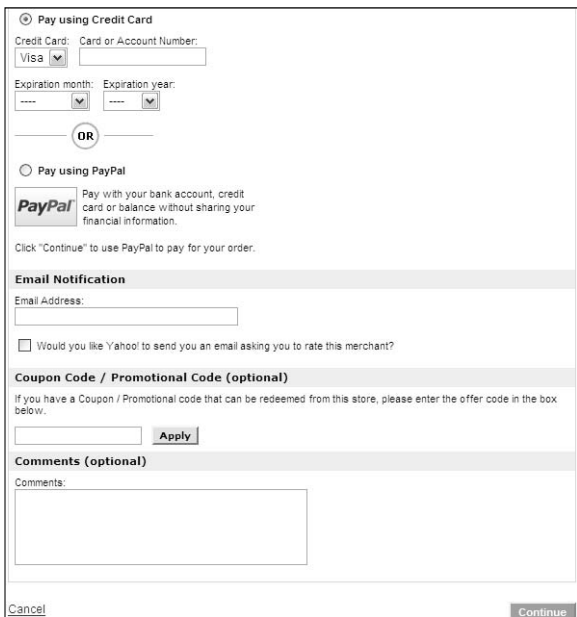 Pay using Credit Card
Credit Card: Card or Account Number:
Visa
Expiration month: Expiration year:
---- ----
OR
Pay using PayPal
PayPal
Pay with your bank account, credit
card or balance without sharing your
financial information.
Click "Continue" to use PayPal to pay for your order.
Email Notification
Email Address:
Would you like Yahoo! to send you an email asking you to rate this merchant?
Coupon Code / Promotional Code (optional)
If you have a Coupon / Promotional code that can be redeemed from this store, please enter the offer code in the box
below.
Apply
Comments (optional)
Comments:
Cancel Continue